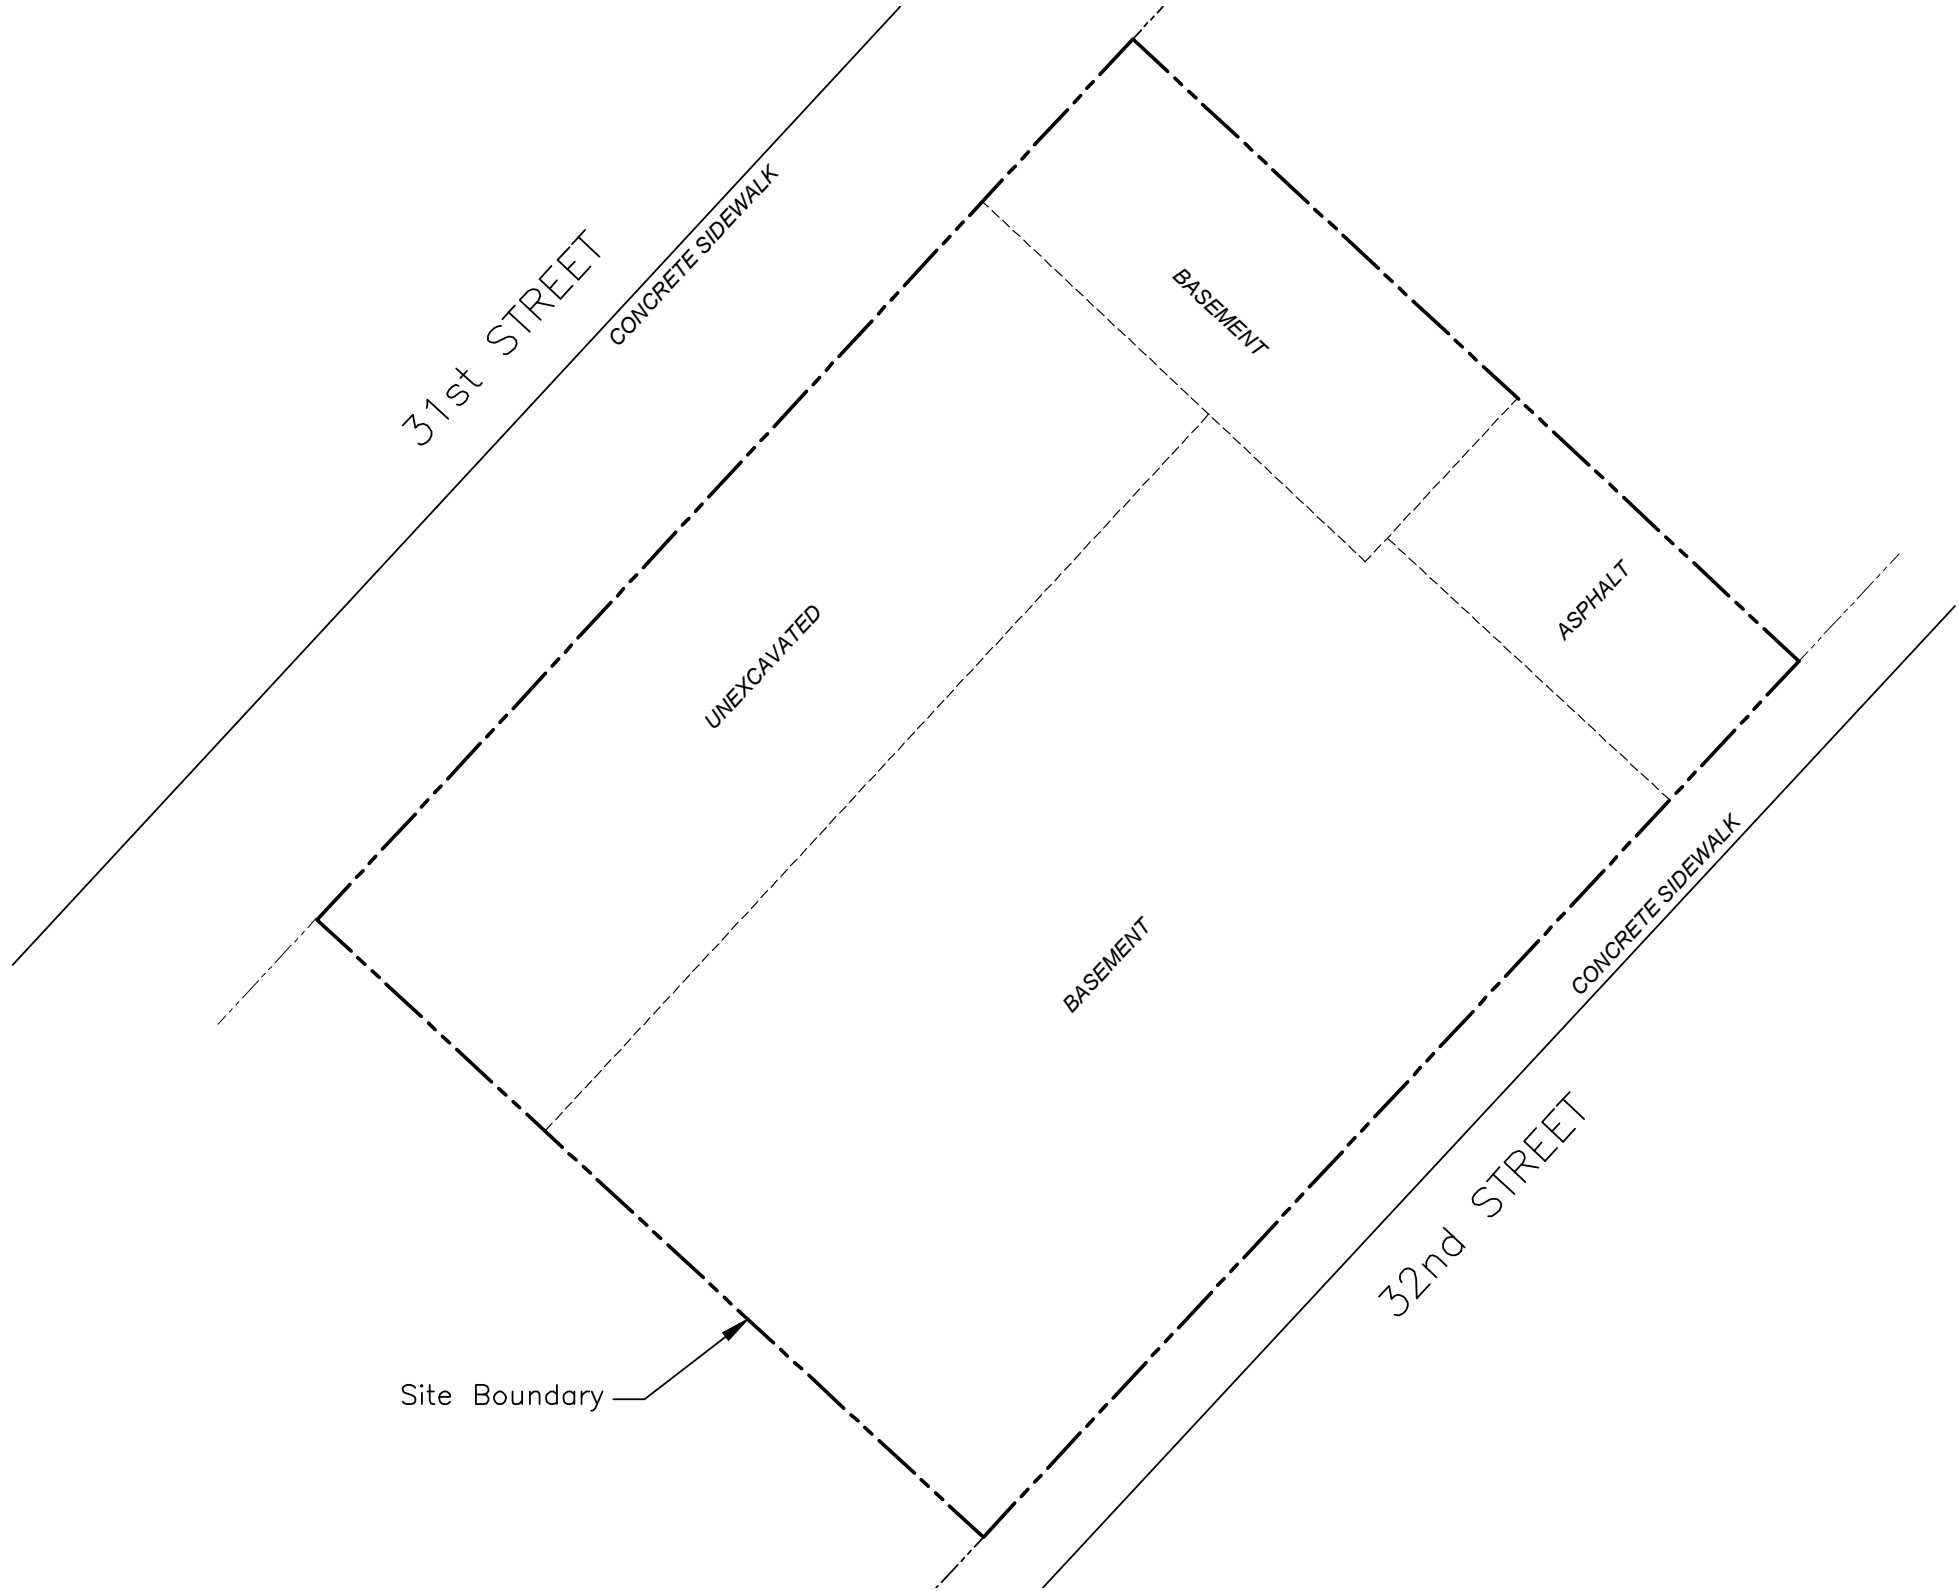 31st STREET
CONCRETE SIDEWALK
BASEMENT
UNEXCAVATED
ASPHALT
BASEMENT
CONCRETE SIDEWALK
32nd STREET
Site Boundary